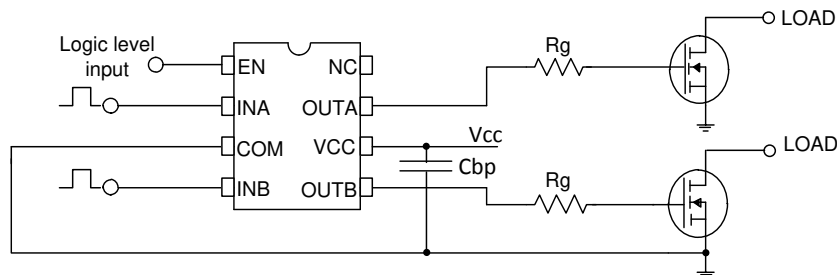 LOAD
Logic level
input
EN
NC
Rg
INA
OUTA
COM
VCC
Vcc
Cbp
LOAD
INB
OUTB
Rg